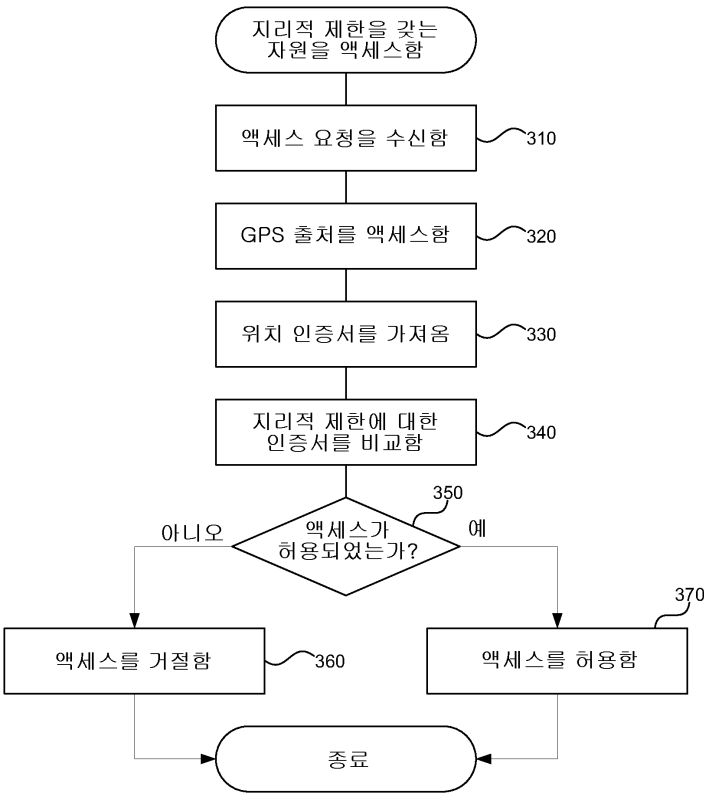 지리적 제한을 갖는
자원을 액세스함
액세스 요청을 수신함
310
GPS 출처를 액세스함
320
위치 인증서를 가져옴
330
지리적 제한에 대한
인증서를 비교함
340
350
아니오
액세스가
허용되었는가?
예
액세스를 거절함
360
액세스를 허용함
370
종료